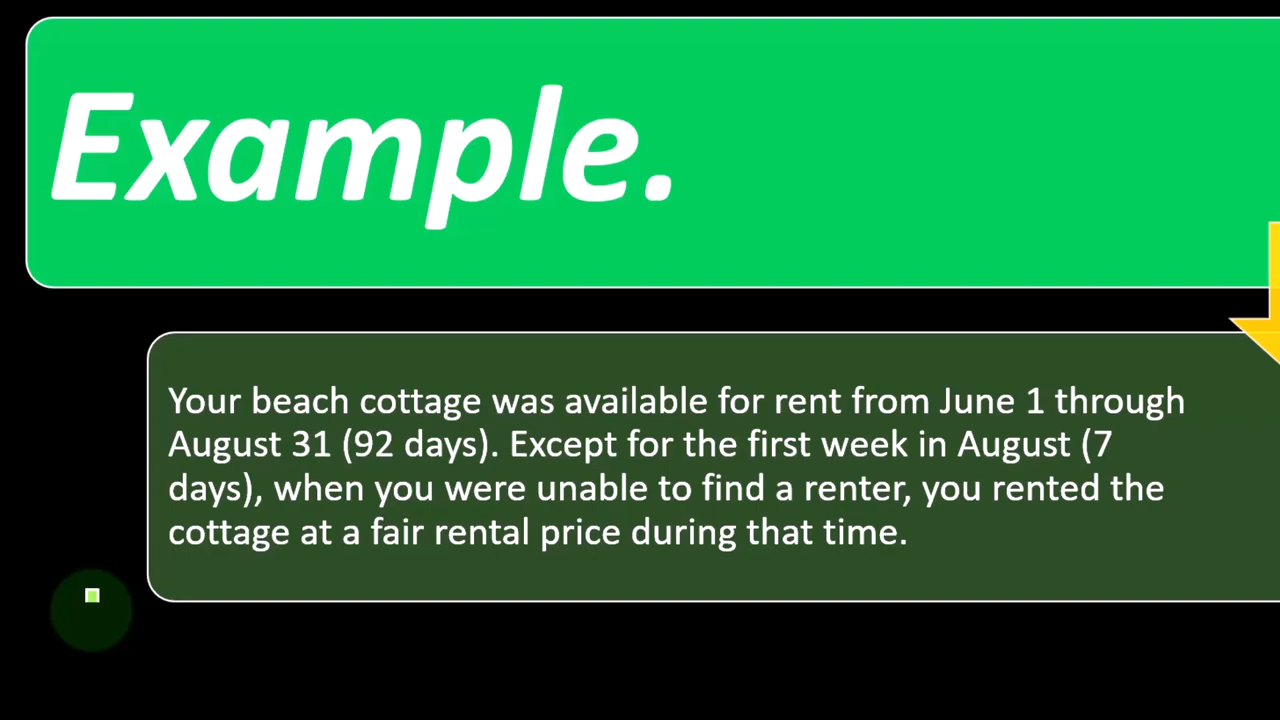 Example.
Your beach cottage was available for rent from June 1 through
August 31 (92 days). Except for the first week in August (7
days), when you were unable to find a renter, you rented the
cottage at a fair rental price during that time.